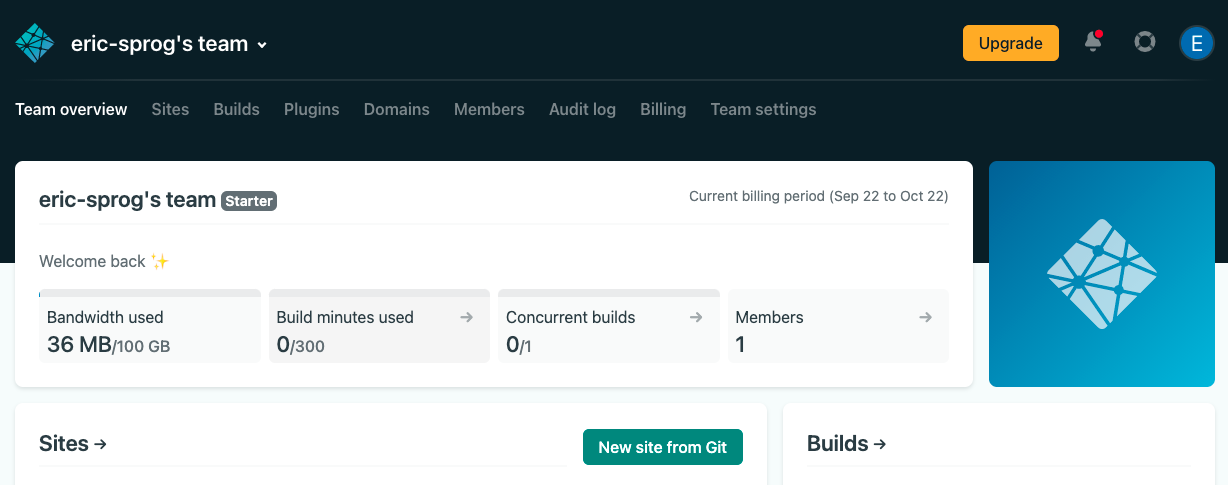 eric-sprog's team
Upgrade
E
Team overview Sites Builds Plugins Domains Members Audit log Billing Team settings
eric-sprog's team Starter
Current billing period (Sep 22 to Oct 22)
Welcome back ✨
Bandwidth used
36 MB/100 GB
Build minutes used →
0/300
Concurrent builds →
0/1
Members →
1
Sites →
New site from Git
Builds →